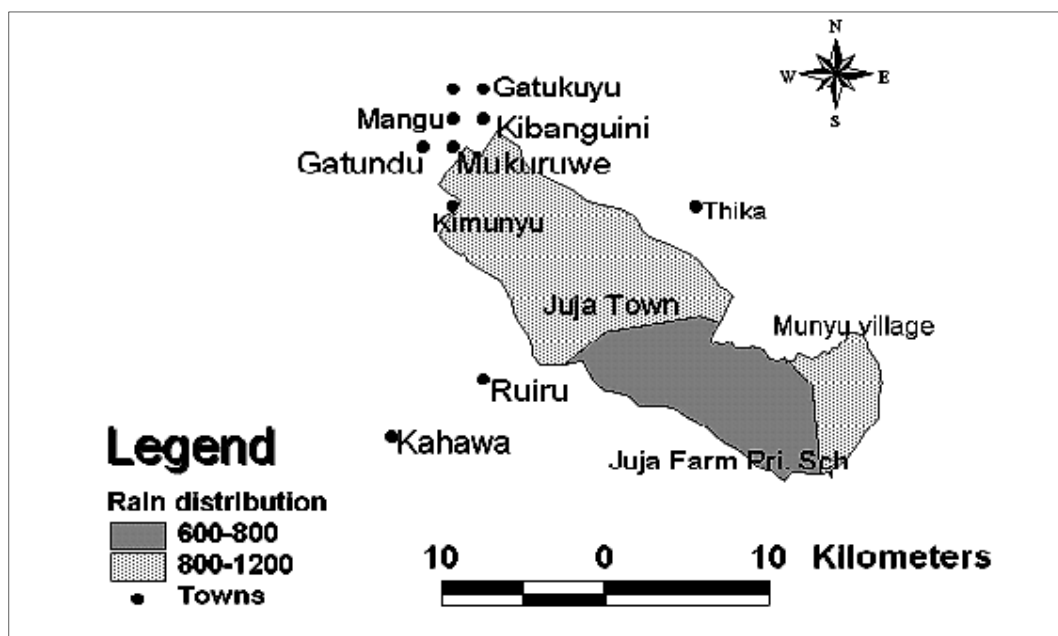 N
W E
S
Gatukuyu
Mangu Kibanguini
Gatundu Mukuruwe
Kimunyu
Thika
Juja Town
Munyu village
Ruiru
Kahawa
Juja Farm Pri. Sch
Legend
Rain distribution
600-800
800-1200
Towns
10 0 10 Kilometers